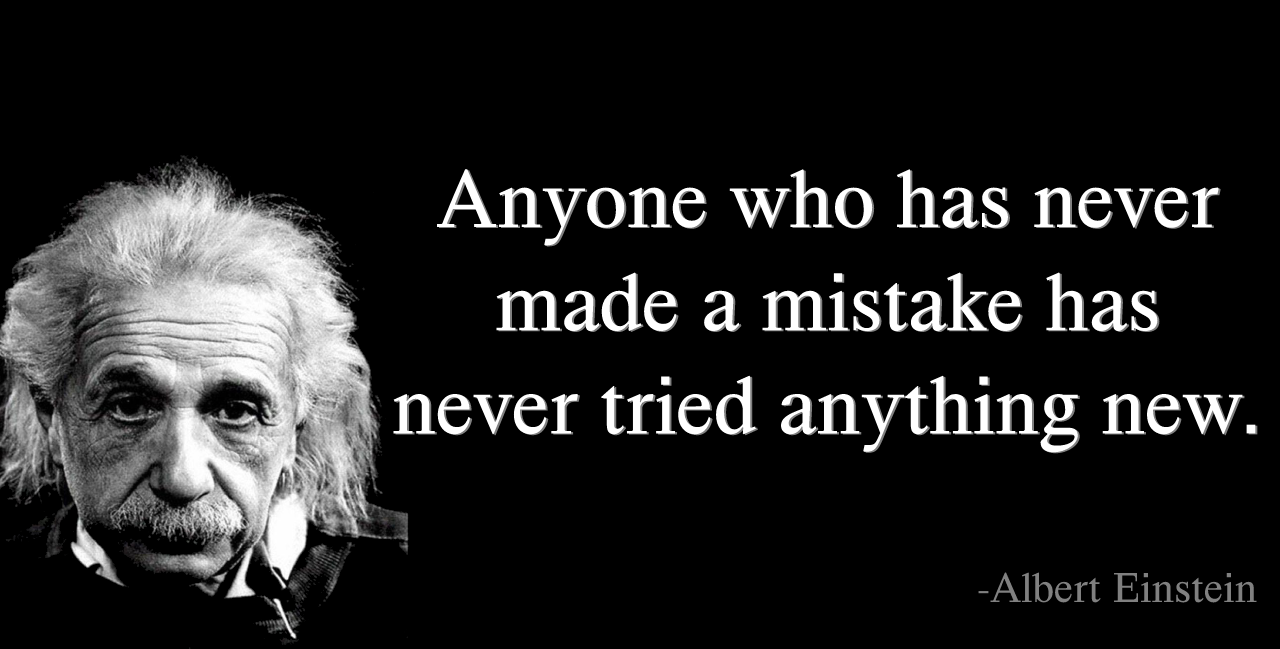 Anyone who has never
made a mistake has
never tried anything new.
-Albert Einstein